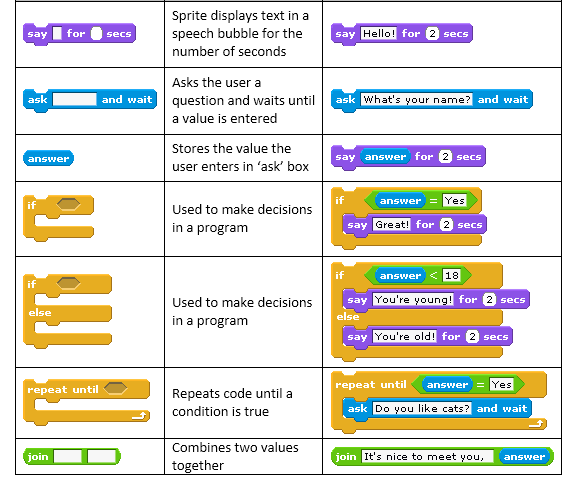 say for secs
Sprite displays text in a
speech bubble for the
number of seconds
say Hello! for 2 secs
ask and wait
Asks the user a
question and waits until
a value is entered
ask What's your name? and wait
answer
Stores the value the
user enters in ‘ask’ box
say answer for 2 secs
if
Used to make decisions
in a program
if answer = Yes
say Great! for 2 secs
if
else
Used to make decisions
in a program
if answer < 18
say You're young! for 2 secs
else
say You're old! for 2 secs
repeat until
Repeats code until a
condition is true
repeat until answer = Yes
ask Do you like cats? and wait
join
Combines two values
together
join It's nice to meet you, answer